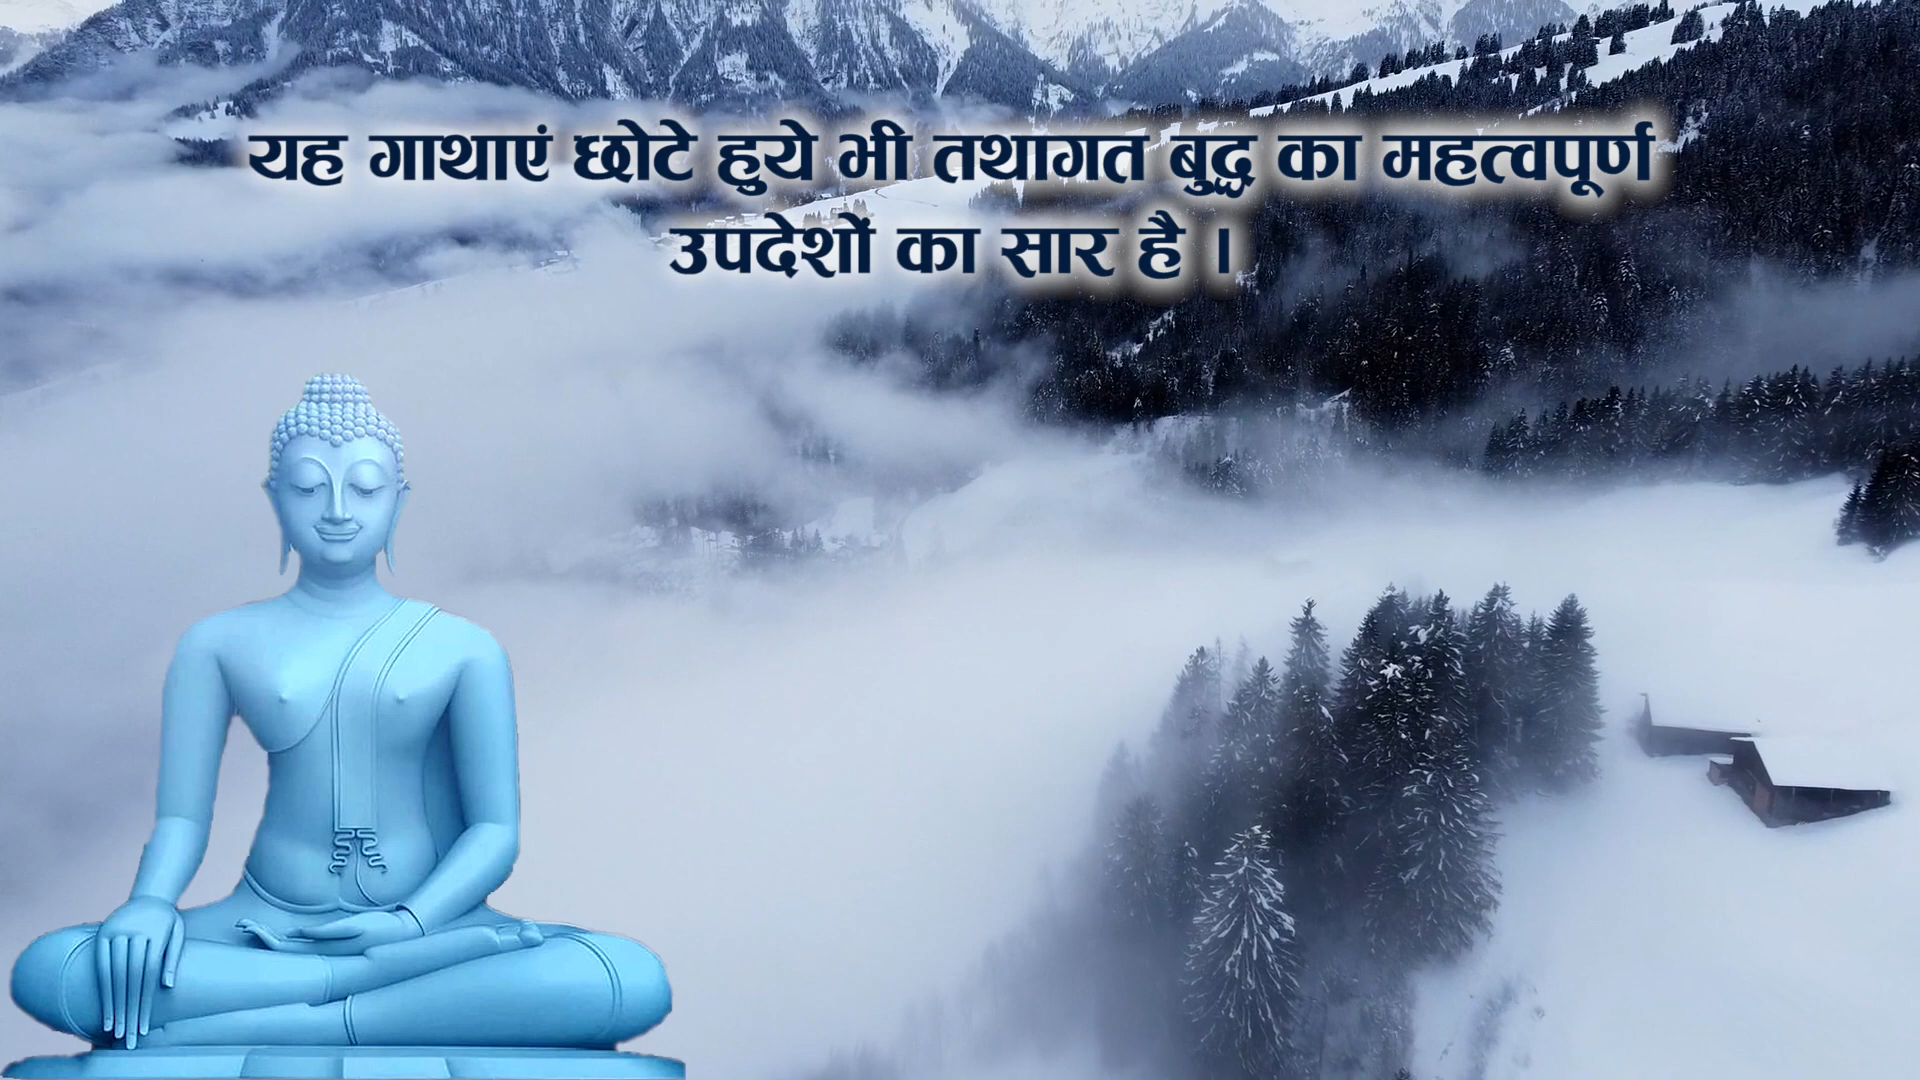 यह गाथाएं छोटे हुये भी तथागत बुद्ध का महत्वपूर्ण
उपदेशों का सार है ।